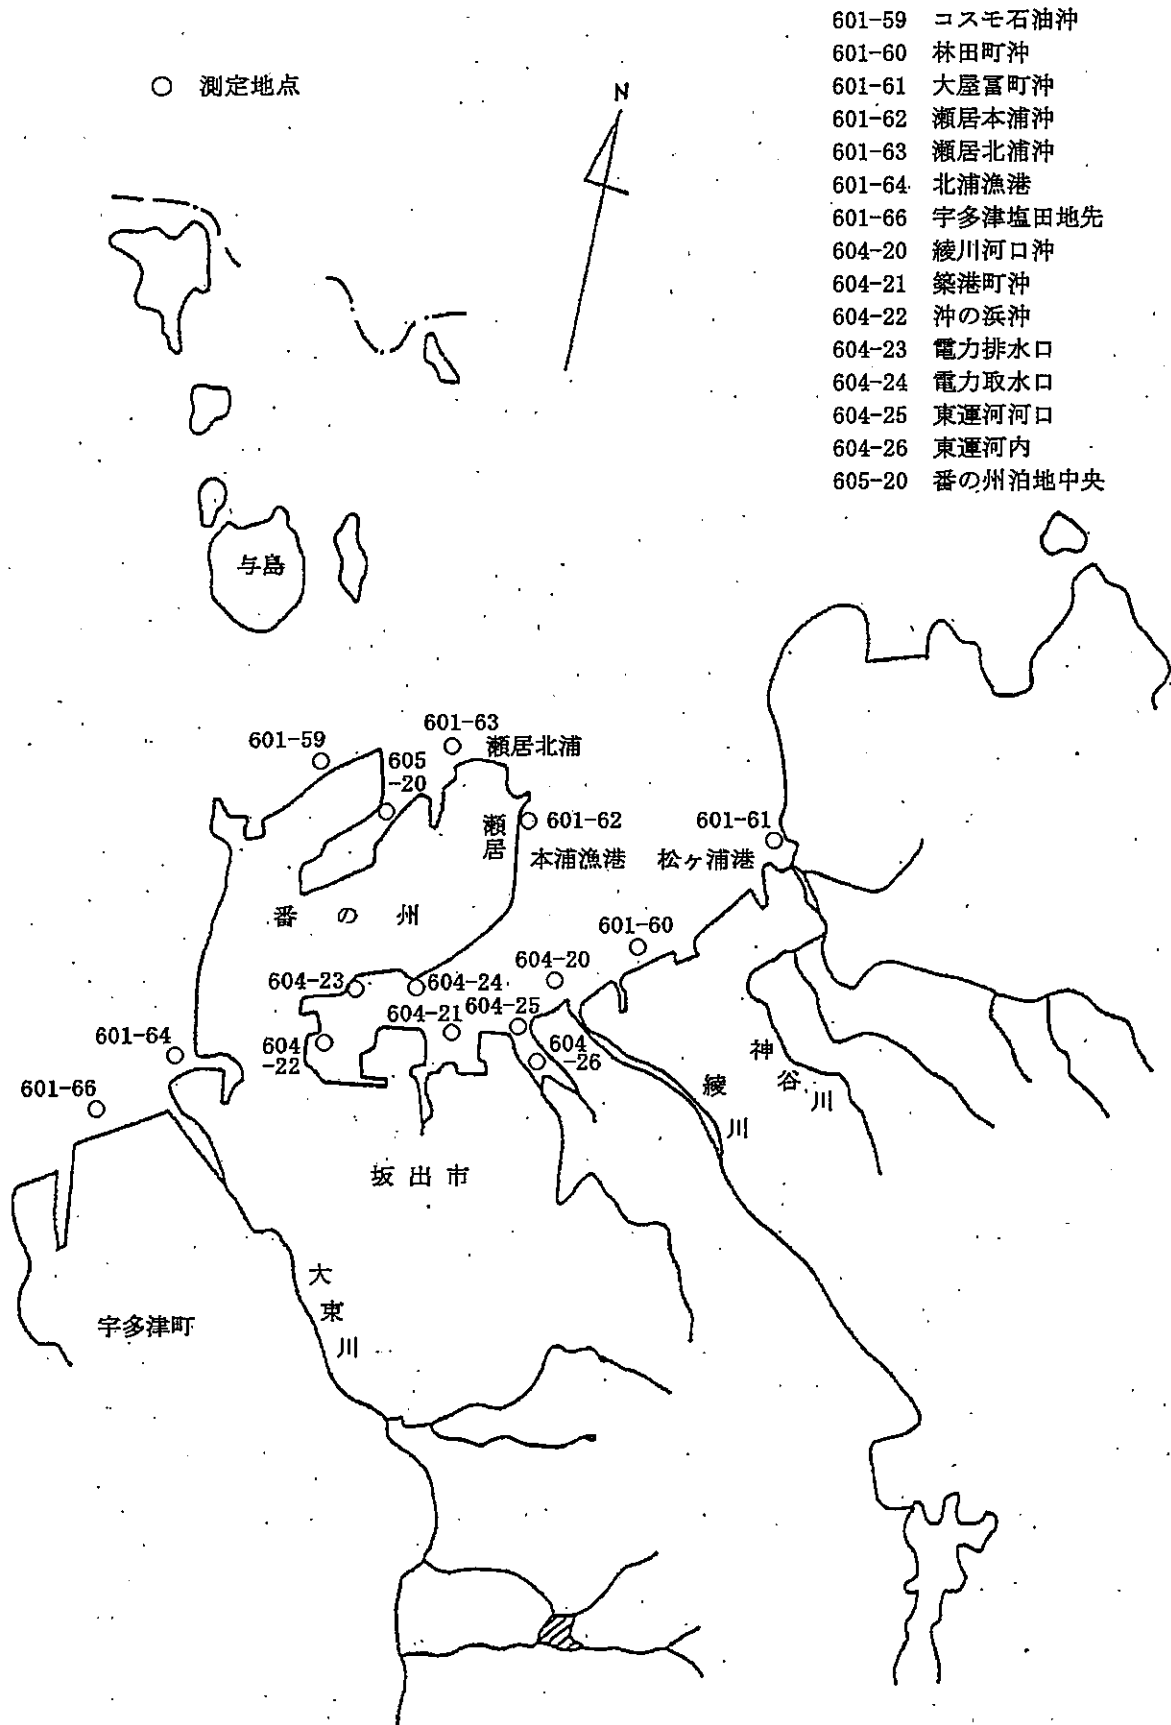 601-59 コスモ石油沖
601-60 林田町沖
601-61 大屋冨町沖
601-62 瀬居本浦沖
601-63 瀬居北浦沖
601-64 北浦漁港
601-66 宇多津塩田地先
604-20 綾川河口沖
604-21 築港町沖
604-22 沖の浜沖
604-23 電力排水口
604-24 電力取水口
604-25 東運河河口
604-26 東運河内
605-20 番の州泊地中央
○ 測定地点
N
与島
601-63
瀬居北浦
601-59
605
-20
瀬居
601-62
本浦漁港
601-61
松ヶ浦港
番の州
601-60
604-20
604-23
604-24
604-25
604-21
604
-22
604
-26
601-64
601-66
神谷川
綾川
坂出市
大束川
宇多津町